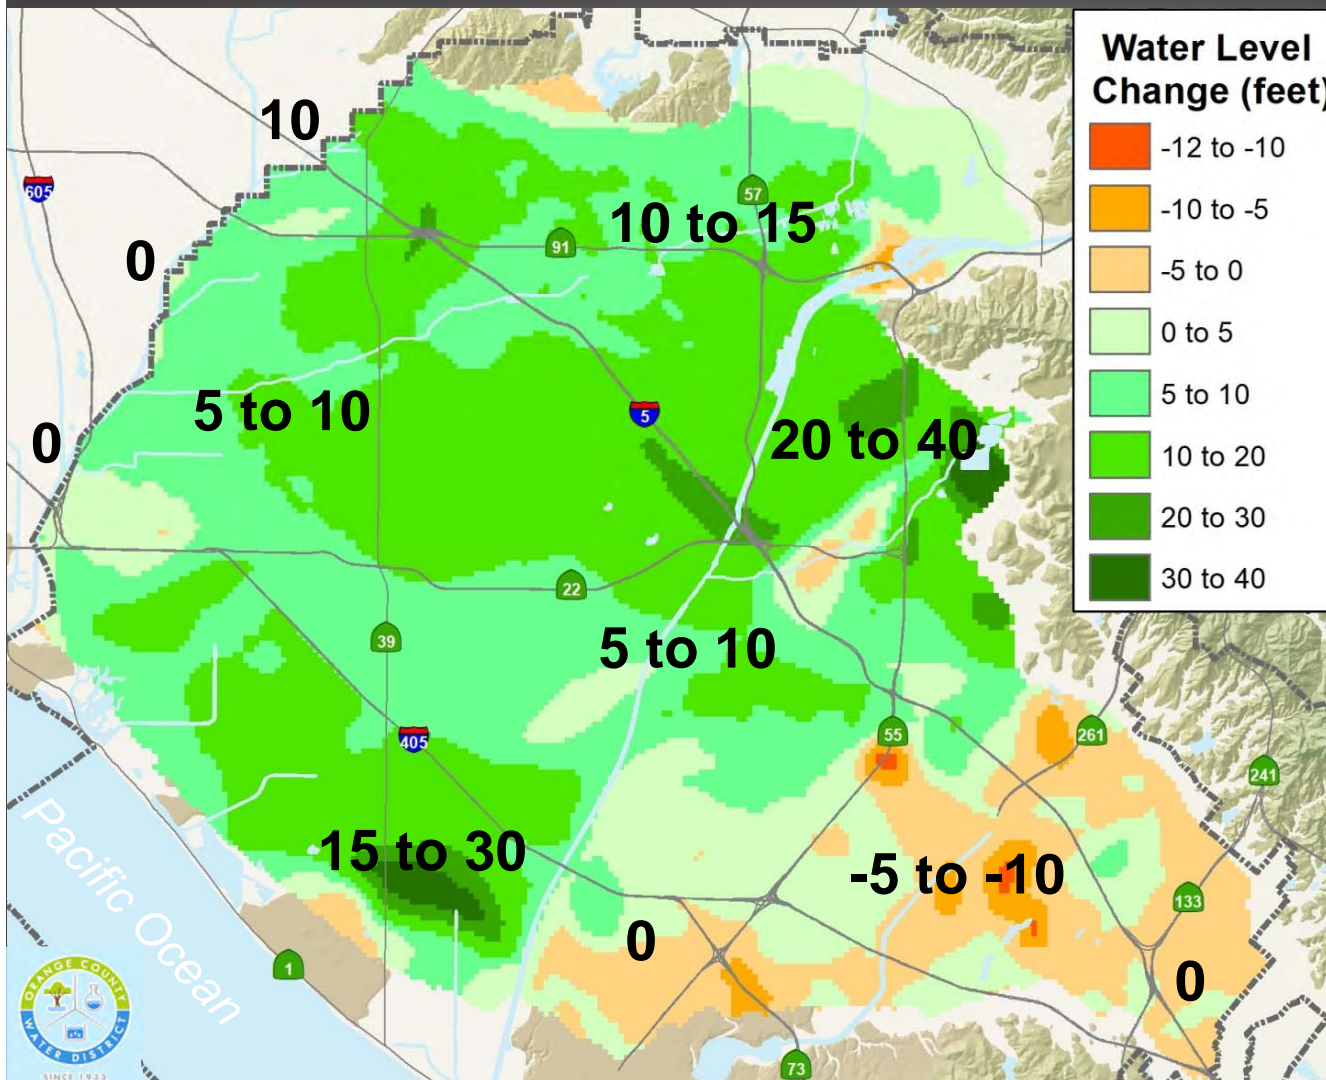 Water Level
Change (feet)
-12 to -10
-10 to -5
-5 to 0
0 to 5
5 to 10
10 to 20
20 to 30
30 to 40
10
605
57
10 to 15
91
0
5 to 10
5
0
20 to 40
22
39
5 to 10
405
55
261
241
15 to 30
-5 to -10
133
Pacific Ocean
0
1
0
73
ORANGE COUNTY
WATER DISTRICT
SINCE 1933